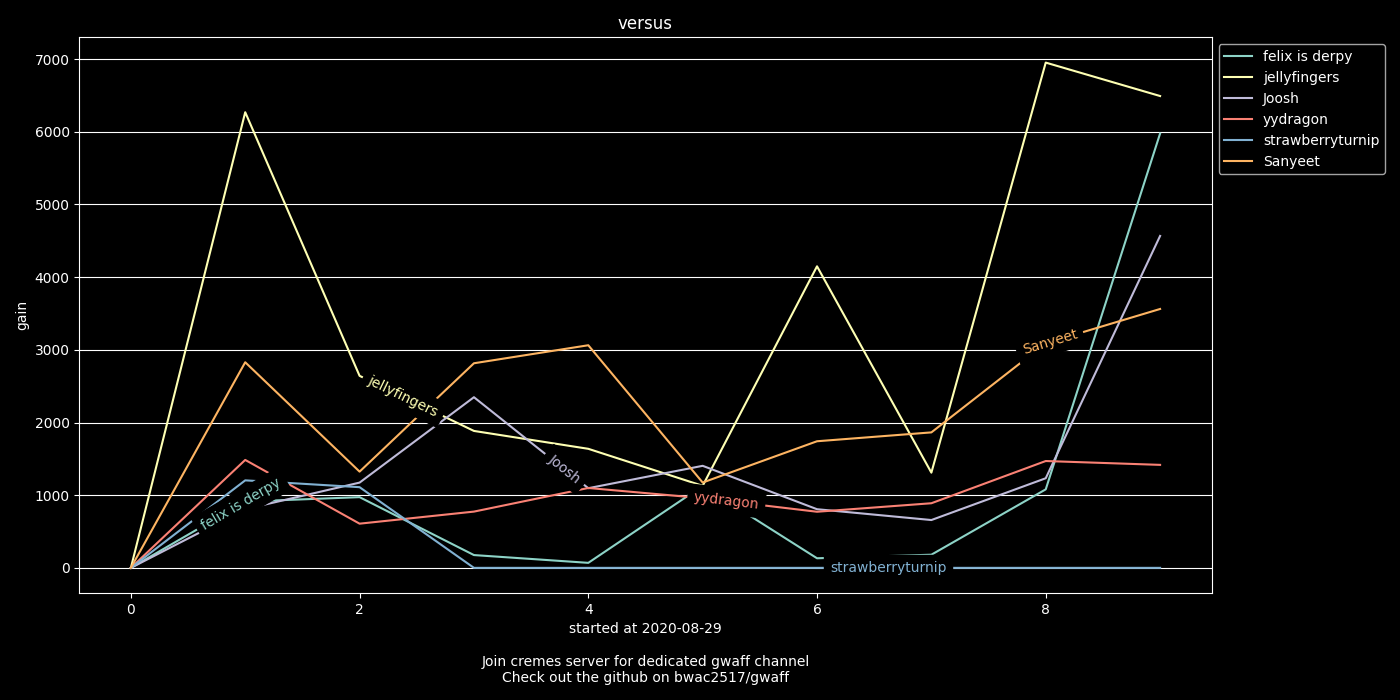 versus
felix is derpy
jellyfingers
Joosh
yydragon
strawberryturnip
Sanyeet
7000
6000
5000
4000
3000
2000
1000
0
gain
jellyfingers
Sanyeet
Joosh
felix is derpy
yydragon
strawberryturnip
0
2
4
6
8
started at 2020-08-29
Join cremes server for dedicated gwaff channel
Check out the github on bwac2517/gwaff